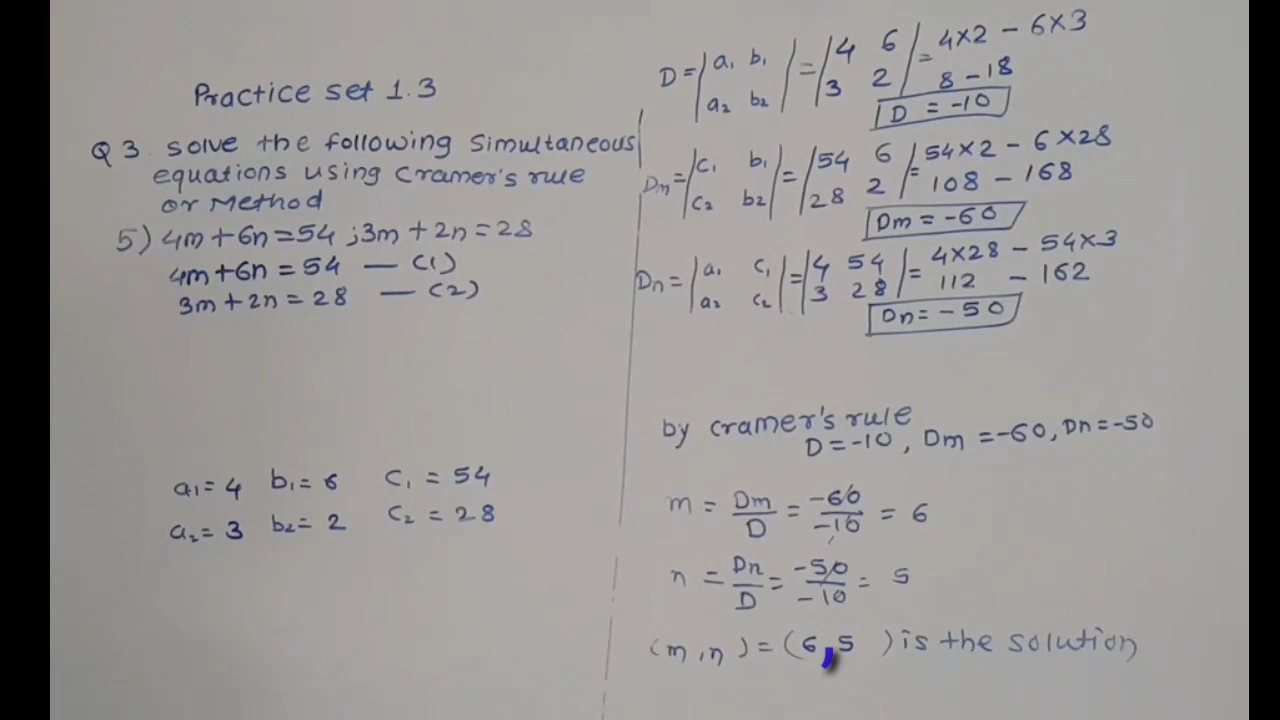 Practice set 1.3
Q 3. Solve the following Simultaneous
equations using Cramer's rule
or Method
5) 4m + 6n = 54 ; 3m + 2n = 28
4m + 6n = 54 — (1)
3m + 2n = 28 — (2)
a1 = 4 b1 = 6 c1 = 54
a2 = 3 b2 = 2 c2 = 28
D = | a1 b1 | = | 4 6 | = 4×2 - 6×3
a2 b2 3 2 8 - 18
D = -10
Dm = | c1 b1 | = | 54 6 | = 54×2 - 6×28
c2 b2 28 2 108 - 168
Dm = -60
Dn = | a1 c1 | = | 4 54 | = 4×28 - 54×3
a2 c2 3 28 112 - 162
Dn = -50
by cramer's rule
D = -10 , Dm = -60, Dn = -50
m = Dm/D = -60/-10 = 6
n = Dn/D = -50/-10 = 5
(m, n) = (6, 5) is the solution